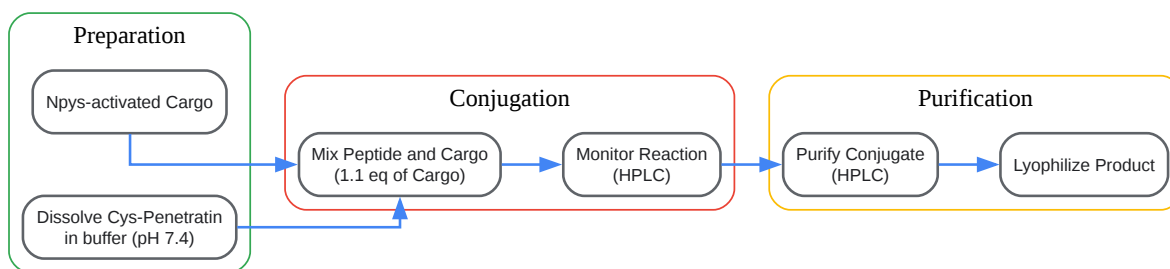 Preparation
Npys-activated Cargo
Dissolve Cys-Penetratin
in buffer (pH 7.4)
Conjugation
Mix Peptide and Cargo
(1.1 eq of Cargo)
Monitor Reaction
(HPLC)
Purification
Purify Conjugate
(HPLC)
Lyophilize Product